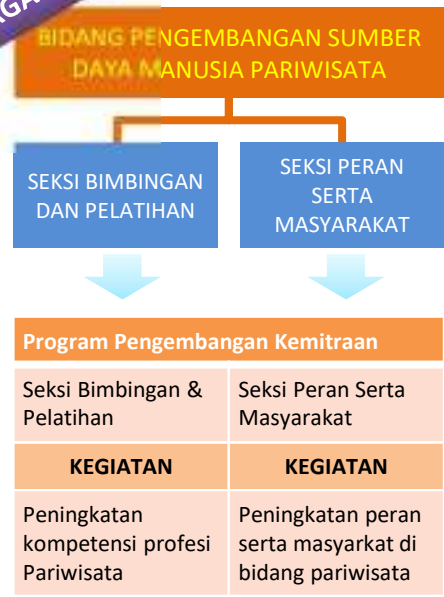 BIDANG PENGEMBANGAN SUMBER
DAYA MANUSIA PARIWISATA
SEKSI BIMBINGAN
DAN PELATIHAN
SEKSI PERAN
SERTA
MASYARAKAT
Program Pengembangan Kemitraan
Seksi Bimbingan &
Pelatihan
Seksi Peran Serta
Masyarakat
KEGIATAN
KEGIATAN
Peningkatan
kompetensi profesi
Pariwisata
Peningkatan peran
serta masyarkat di
bidang pariwisata